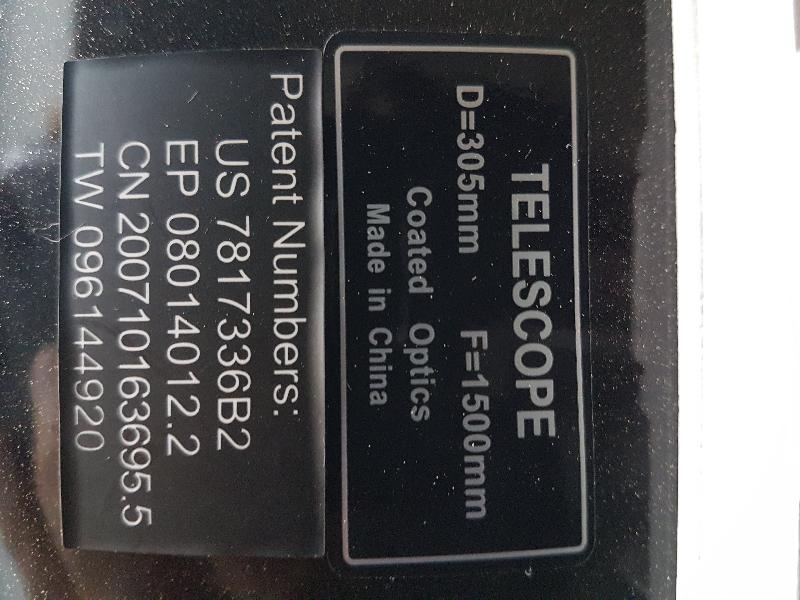 TELESCOPE
D=305mm F=1500mm
Coated Optics
Made in China
Patent Numbers:
US 7817336B2
EP 08014012.2
CN 200710163695.5
TW 096144920